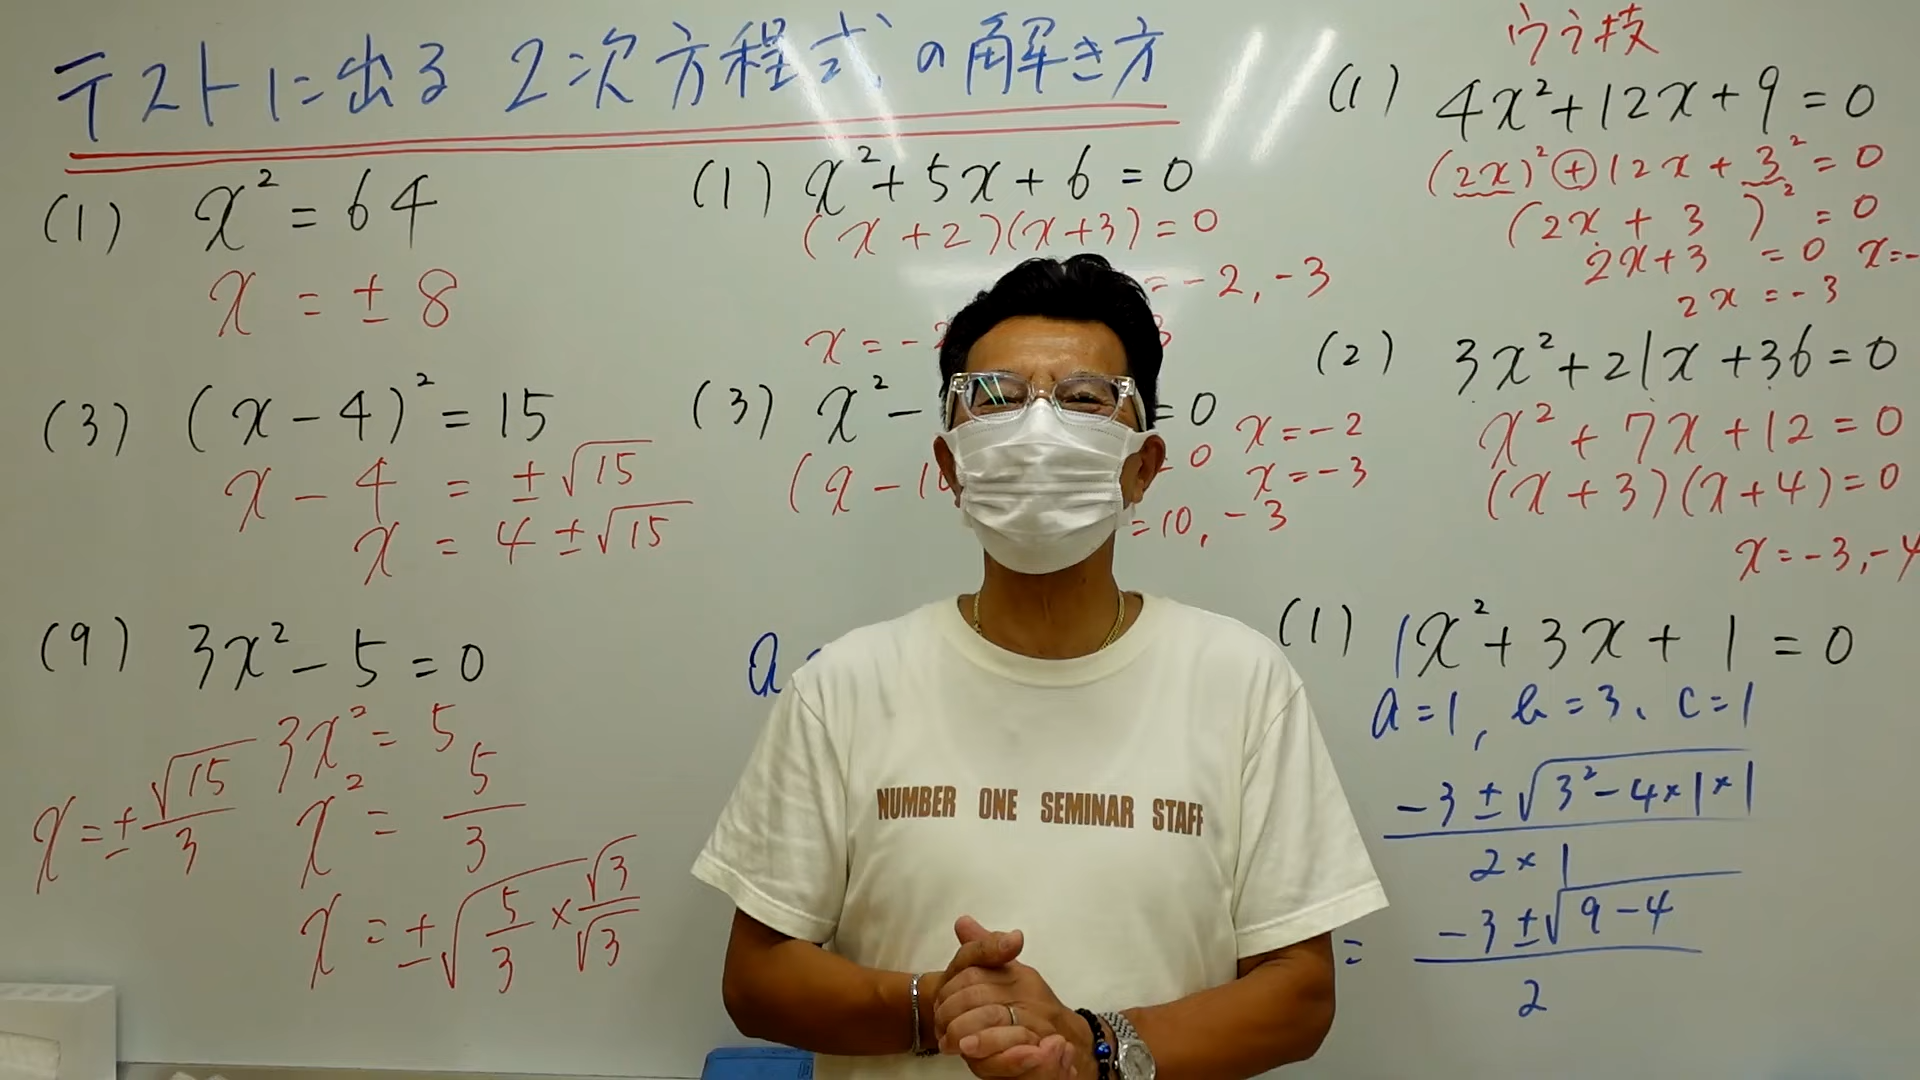 テストに出る 2次方程式の解き方
(1) x² = 64
x = ±8
(3) (x-4)² = 15
x-4 = ±√15
x = 4±√15
(9) 3x²-5=0
3x² = 5
x² = 5/3
x = ±√(5/3) × √3/√3
x = ±√15/3
(1) x²+5x+6=0
(x+2)(x+3)=0
=-2,-3
x=-
(3) x²- =0
x=-2
(x-10 =0
x=-3
=10,-3
a
ウラ技
(1) 4x²+12x+9=0
(2x)²+12x+3²=0
(2x+3)²=0
2x+3=0 x=-
2x=-3
(2) 3x²+21x+36=0
x²+7x+12=0
(x+3)(x+4)=0
x=-3,-4
(1) 1x²+3x+1=0
a=1, b=3、c=1
-3±√3²-4×1×1
2×1
= -3±√9-4
2
NUMBER ONE SEMINAR STAFF